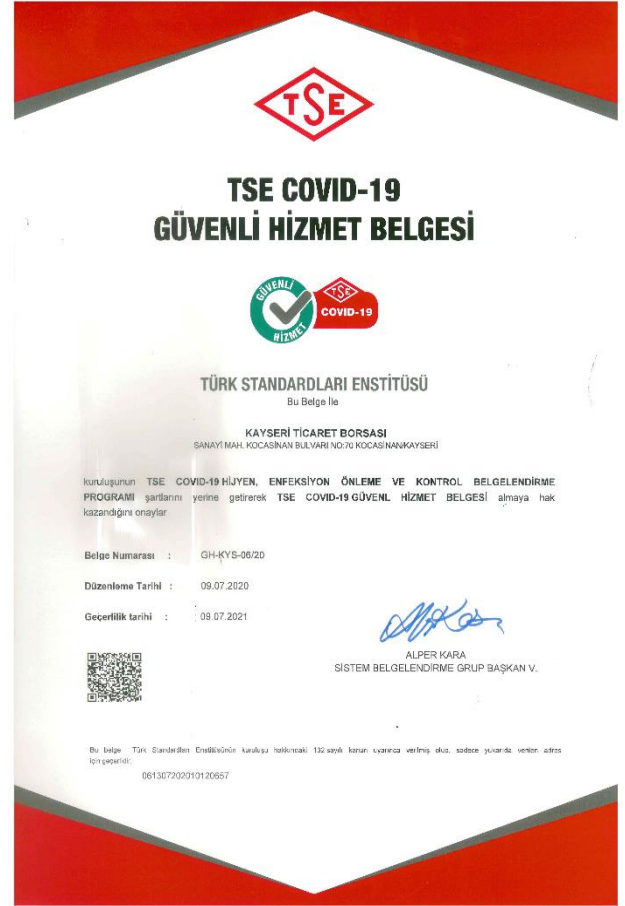 TSE
TSE COVID-19
GÜVENLİ HİZMET BELGESİ
GÜVENLİ
HİZMET
TSE
COVID-19
TÜRK STANDARDLARI ENSTİTÜSÜ
Bu Belge İle
KAYSERİ TİCARET BORSASI
SANAYİ MAH. KOCASİNAN BULVARI NO:70 KOCASİNAN/KAYSERİ
kuruluşunun TSE COVID-19 HİJYEN, ENFEKSİYON ÖNLEME VE KONTROL BELGELENDİRME
PROGRAMI şartlarını yerine getirerek TSE COVID-19 GÜVENL HİZMET BELGESİ almaya hak
kazandığını onaylar
Belge Numarası : GH-KYS-06/20
Düzenleme Tarihi : 09.07.2020
Geçerlilik tarihi : 09.07.2021
ALPER KARA
SİSTEM BELGELENDİRME GRUP BAŞKAN V.
Bu belge Türk Standardları Enstitüsünün kuruluşu hakkındaki 132 sayılı kanun uyarınca verilmiş olup, sadece yukarıda verilen adres
için geçerlidir.
061307202010120657